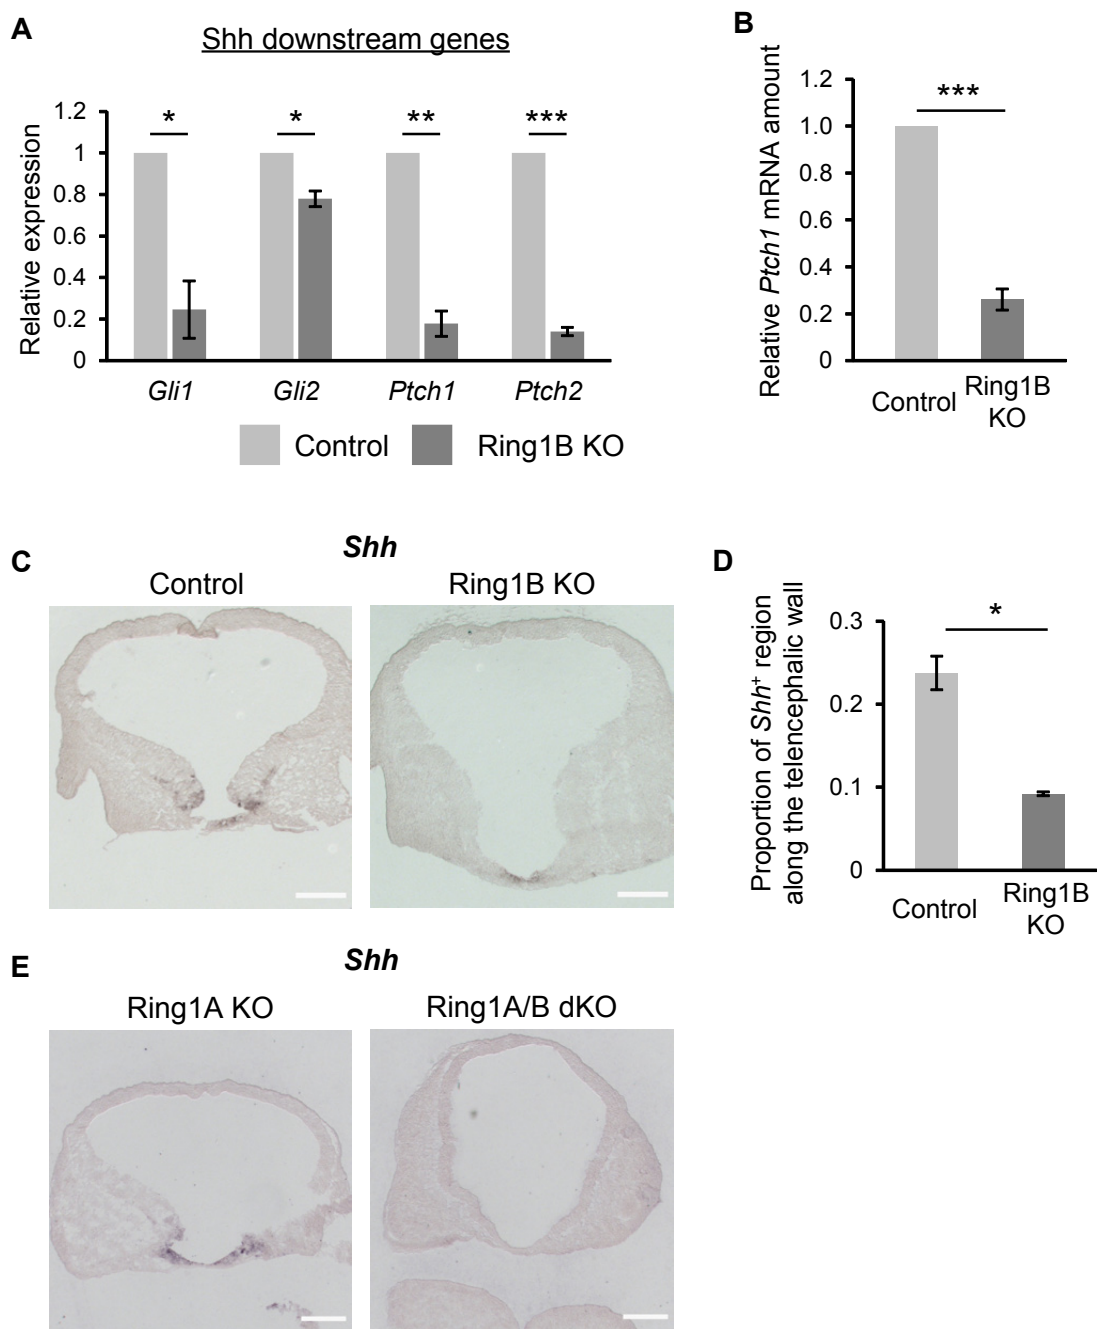 A
Shh downstream genes
Relative expression
1.2
1
0.8
0.6
0.4
0.2
0
*
*
**
***
Gli1
Gli2
Ptch1
Ptch2
Control
Ring1B KO
B
Relative Ptch1 mRNA amount
1.2
1.0
0.8
0.6
0.4
0.2
0
***
Control
Ring1B
KO
C
Shh
Control
Ring1B KO
D
Proportion of Shh+ region
along the telencephalic wall
0.3
0.2
0.1
0
*
Control
Ring1B
KO
E
Shh
Ring1A KO
Ring1A/B dKO